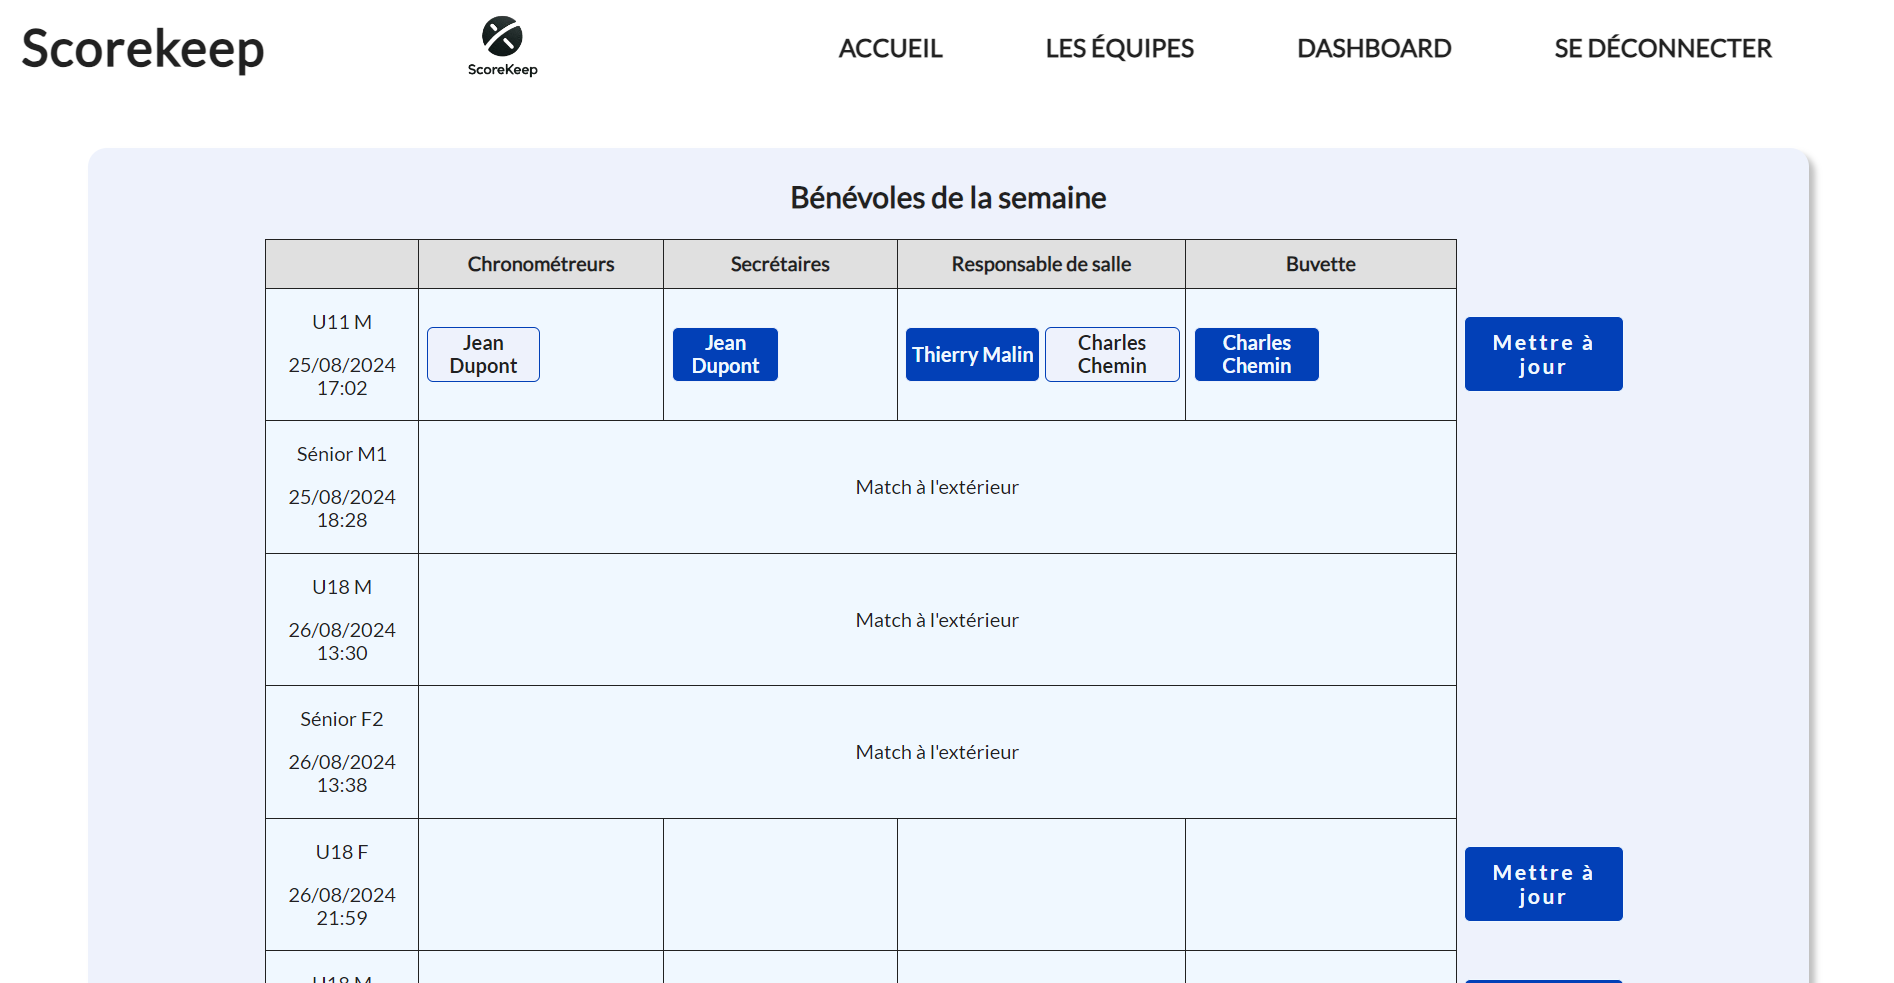 Scorekeep
ScoreKeep
ACCUEIL
LES ÉQUIPES
DASHBOARD
SE DÉCONNECTER
Bénévoles de la semaine
Chronométreurs
Secrétaires
Responsable de salle
Buvette
U11 M
25/08/2024
17:02
Jean
Dupont
Jean
Dupont
Thierry Malin
Charles
Chemin
Charles
Chemin
Mettre à
jour
Sénior M1
25/08/2024
18:28
Match à l'extérieur
U18 M
26/08/2024
13:30
Match à l'extérieur
Sénior F2
26/08/2024
13:38
Match à l'extérieur
U18 F
26/08/2024
21:59
Mettre à
jour
U18 M